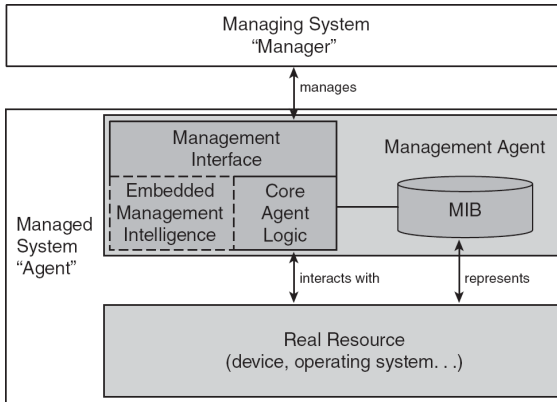 Managing System
“Manager”
manages
Management
Interface
Management Agent
Embedded
Management
Intelligence
Core
Agent
Logic
MIB
Managed
System
“Agent”
interacts with
represents
Real Resource
(device, operating system. . .)